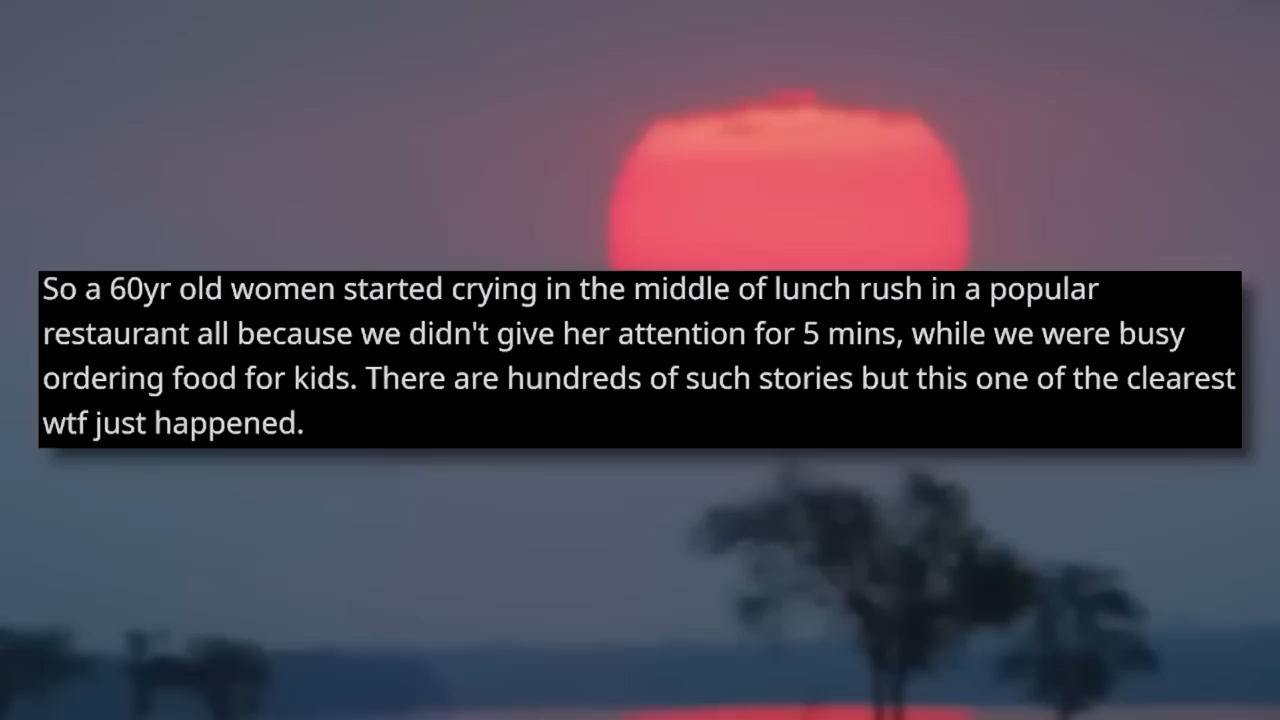 So a 60yr old women started crying in the middle of lunch rush in a popular
restaurant all because we didn't give her attention for 5 mins, while we were busy
ordering food for kids. There are hundreds of such stories but this one of the clearest
wtf just happened.